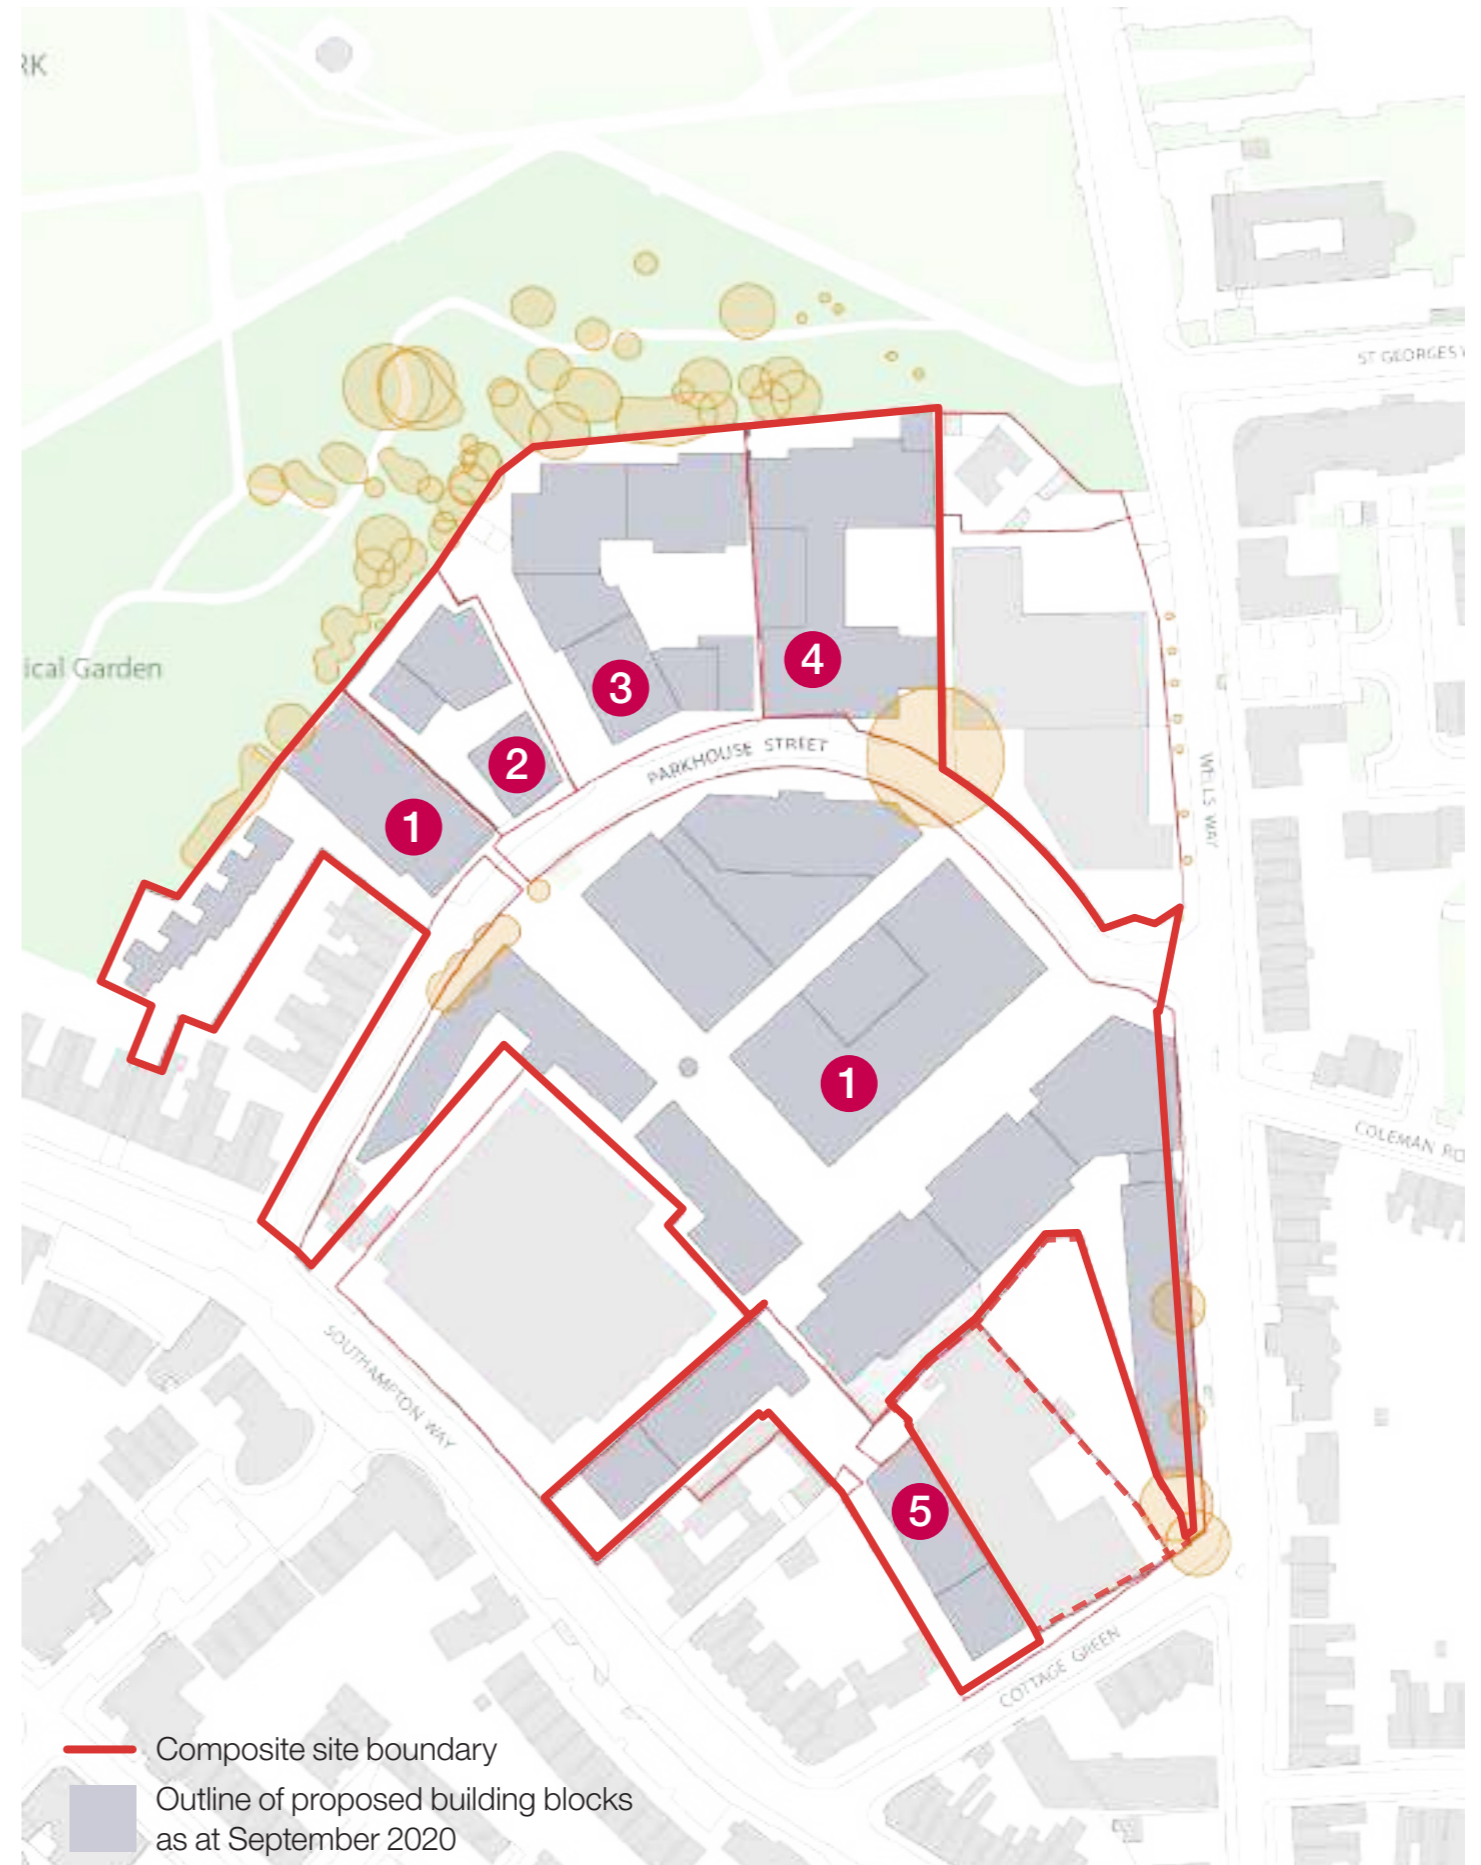 RK
ST GEORGES W
ical Garden
4
3
PARKHOUSE STREET
2
1
WELLS WAY
1
COLEMAN RO
SOUTHAMPTON WAY
5
COTTAGE GREEN
Composite site boundary
Outline of proposed building blocks
as at September 2020